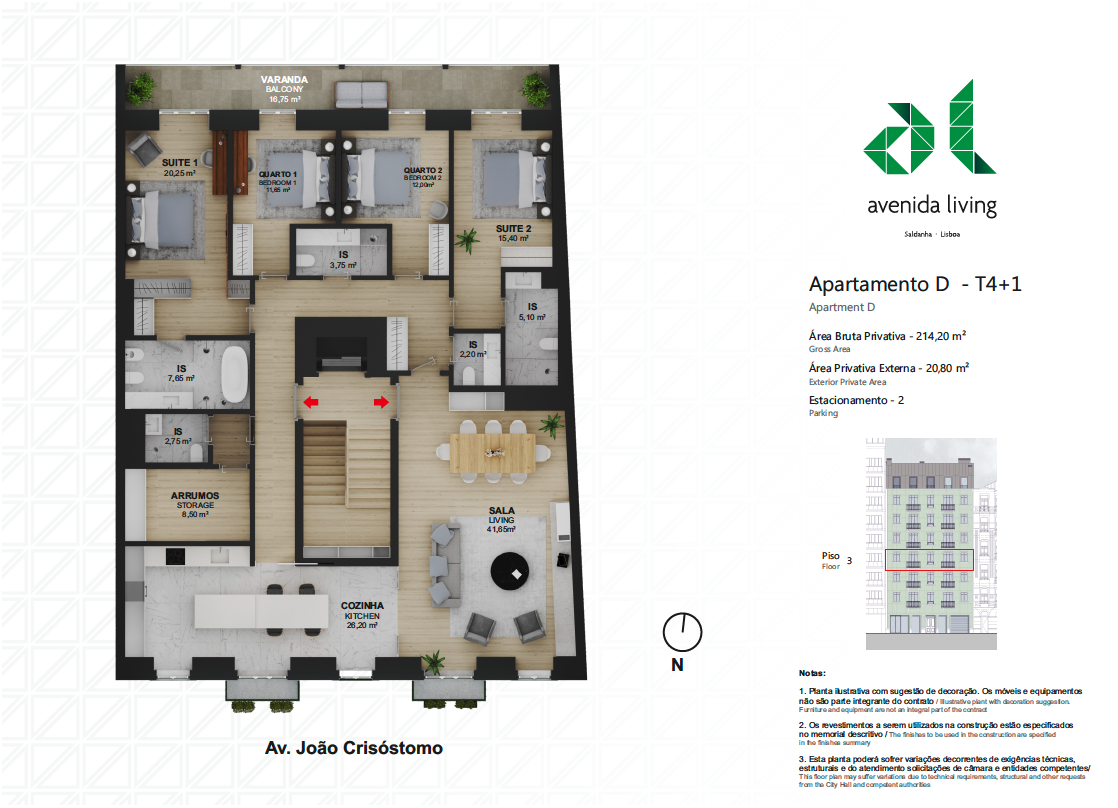 VARANDA
BALCONY
16,75 m²
SUITE 1
20,25 m²
QUARTO 1
BEDROOM 1
11,65 m²
QUARTO 2
BEDROOM 2
12,00m²
SUITE 2
15,40 m²
IS
3,75 m²
IS
5,10 m²
IS
2,20 m²
IS
7,65 m²
IS
2,75 m²
ARRUMOS
STORAGE
8,50 m²
SALA
LIVING
41,65m²
COZINHA
KITCHEN
26,20 m²
N
Av. João Crisóstomo
avenida living
Saldanha · Lisboa
Apartamento D - T4+1
Apartment D
Área Bruta Privativa - 214,20 m²
Gross Area
Área Privativa Externa - 20,80 m²
Exterior Private Area
Estacionamento - 2
Parking
Piso 3
Floor
Notas:
1. Planta ilustrativa com sugestão de decoração. Os móveis e equipamentos
não são parte integrante do contrato / Illustrative plant with decoration suggestion.
Furniture and equipment are not an integral part of the contract
2. Os revestimentos a serem utilizados na construção estão especificados
no memorial descritivo / The finishes to be used in the construction are specified
in the finishes summary
3. Esta planta poderá sofrer variações decorrentes de exigências técnicas,
estruturais e do atendimento solicitações de câmara e entidades competentes/
This floor plan may suffer variations due to technical requirements, structural and other requests
from the City Hall and competent authorities